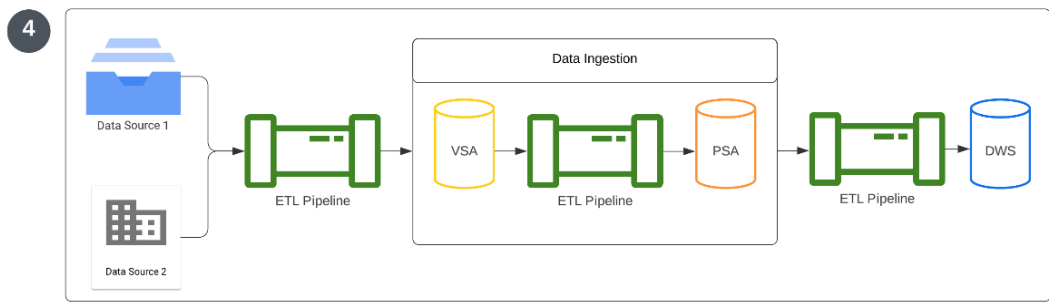 4
Data Source 1
Data Source 2
ETL Pipeline
Data Ingestion
VSA
ETL Pipeline
PSA
ETL Pipeline
DWS